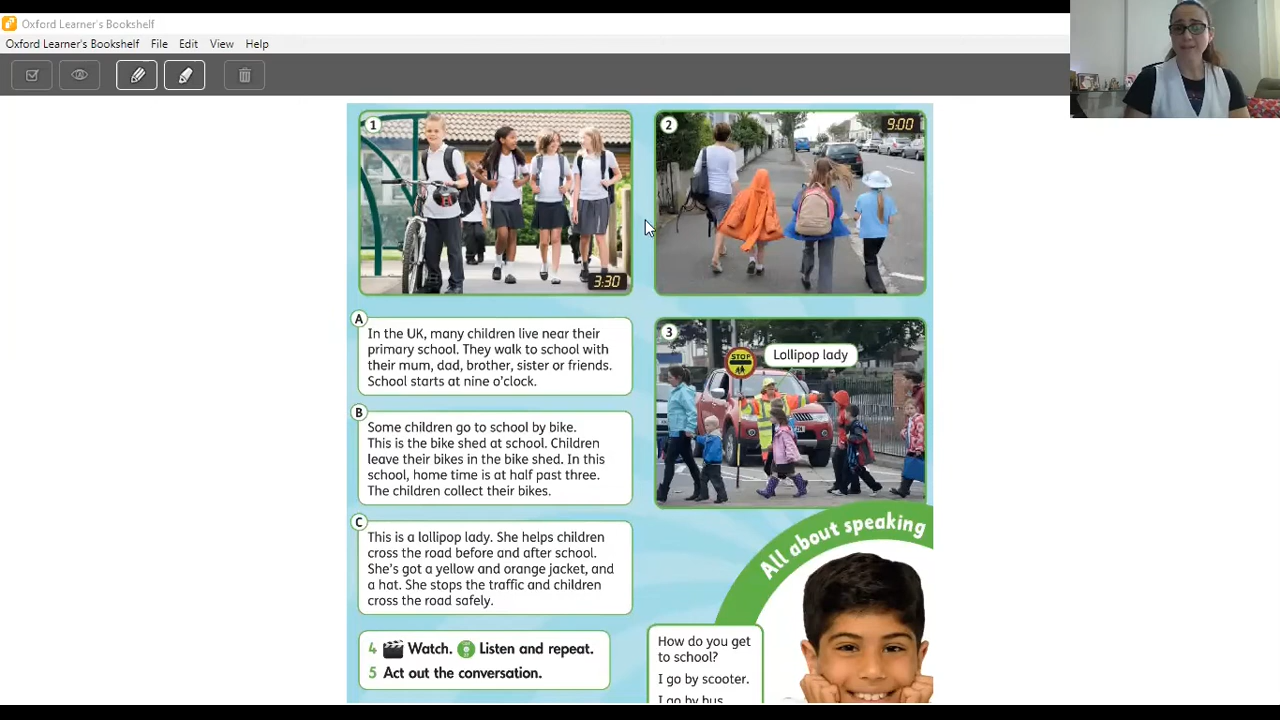 Oxford Learner's Bookshelf
Oxford Learner's Bookshelf File Edit View Help
1
3:30
2
9:00
A
In the UK, many children live near their
primary school. They walk to school with
their mum, dad, brother, sister or friends.
School starts at nine o'clock.
B
Some children go to school by bike.
This is the bike shed at school. Children
leave their bikes in the bike shed. In this
school, home time is at half past three.
The children collect their bikes.
C
This is a lollipop lady. She helps children
cross the road before and after school.
She's got a yellow and orange jacket, and
a hat. She stops the traffic and children
cross the road safely.
3
STOP
Lollipop lady
4 Watch. Listen and repeat.
5 Act out the conversation.
All about speaking
How do you get
to school?
I go by scooter.
I go by bus.